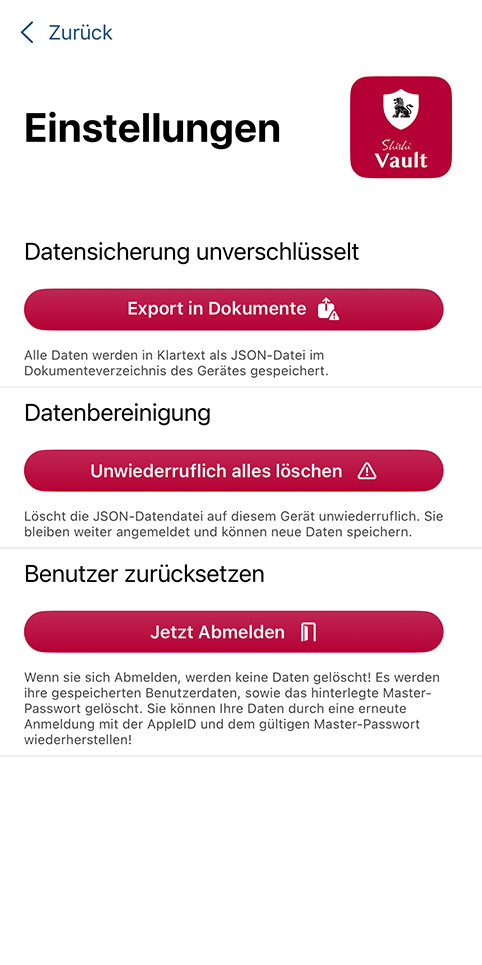 Zurück
Einstellungen
Shishi
Vault
Datensicherung unverschlüsselt
Export in Dokumente
Alle Daten werden in Klartext als JSON-Datei im
Dokumenteverzeichnis des Gerätes gespeichert.
Datenbereinigung
Unwiederruflich alles löschen
Löscht die JSON-Datendatei auf diesem Gerät unwiederruflich. Sie
bleiben weiter angemeldet und können neue Daten speichern.
Benutzer zurücksetzen
Jetzt Abmelden
Wenn sie sich Abmelden, werden keine Daten gelöscht! Es werden
ihre gespeicherten Benutzerdaten, sowie das hinterlegte Master-
Passwort gelöscht. Sie können Ihre Daten durch eine erneute
Anmeldung mit der AppleID und dem gültigen Master-Passwort
wiederherstellen!